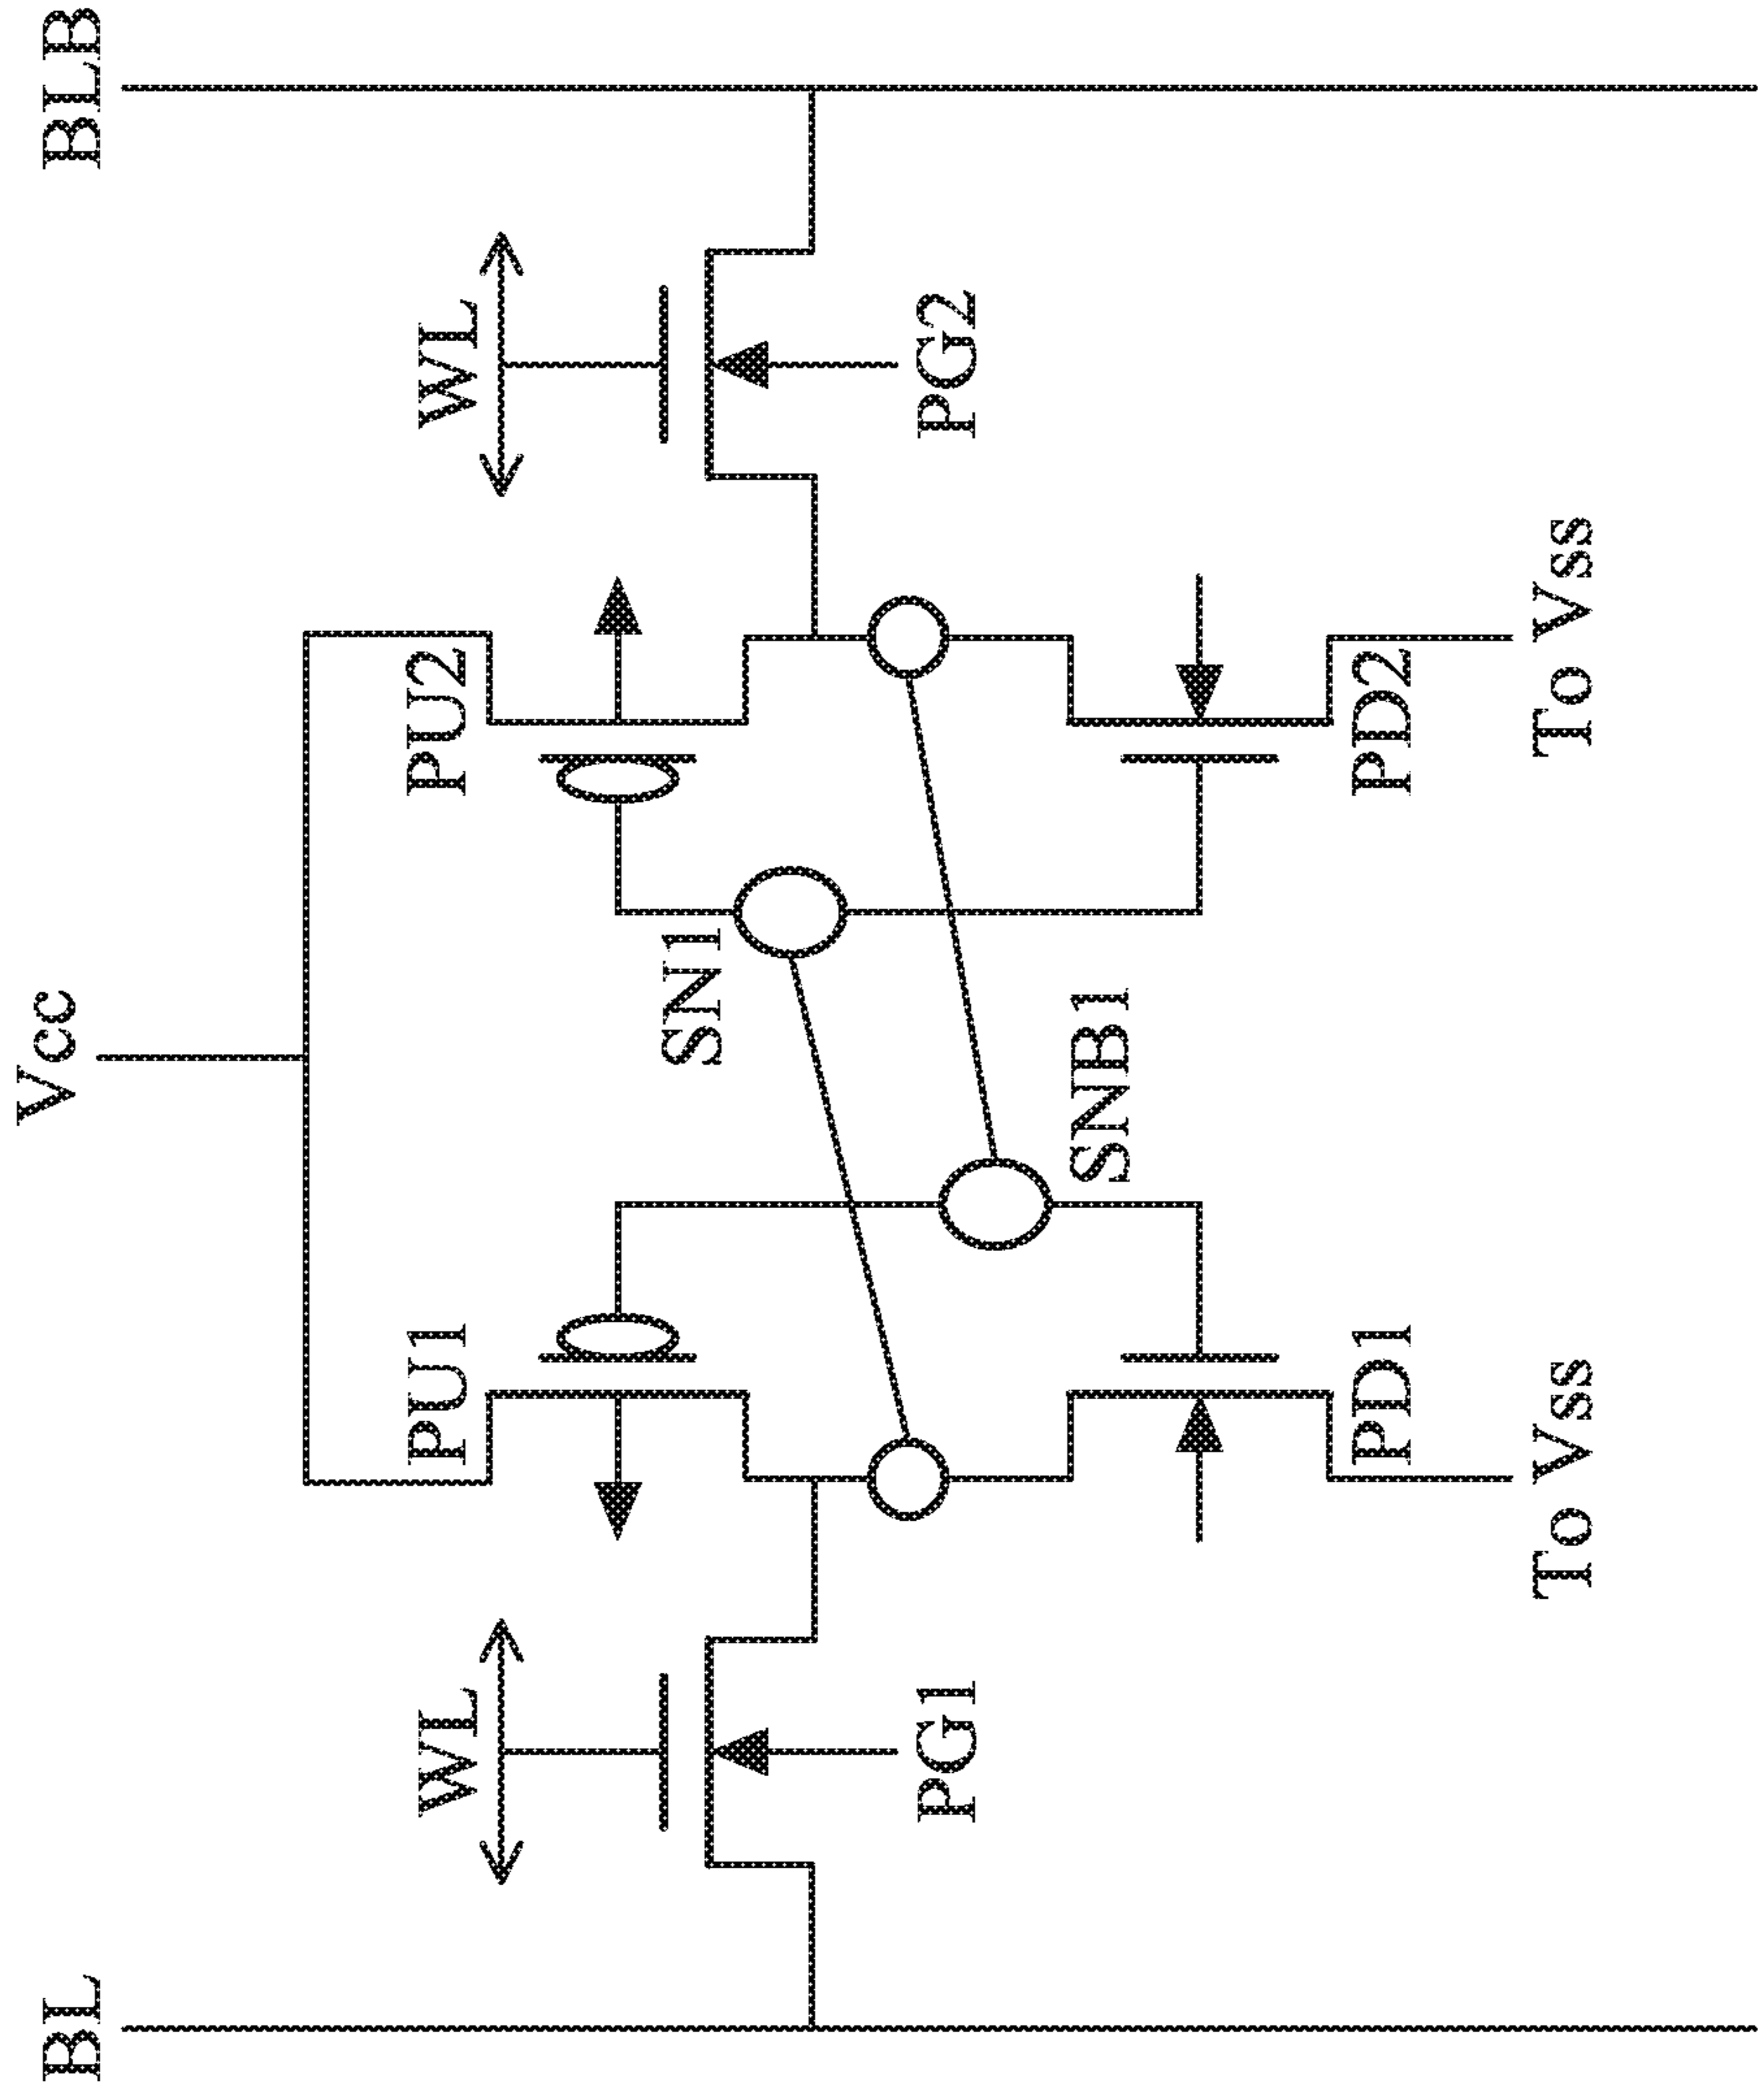 BL
Vcc
BLB
WL
PU1
PU2
WL
SN1
PG1
PG2
SNB1
PD1
PD2
To Vss
To Vss